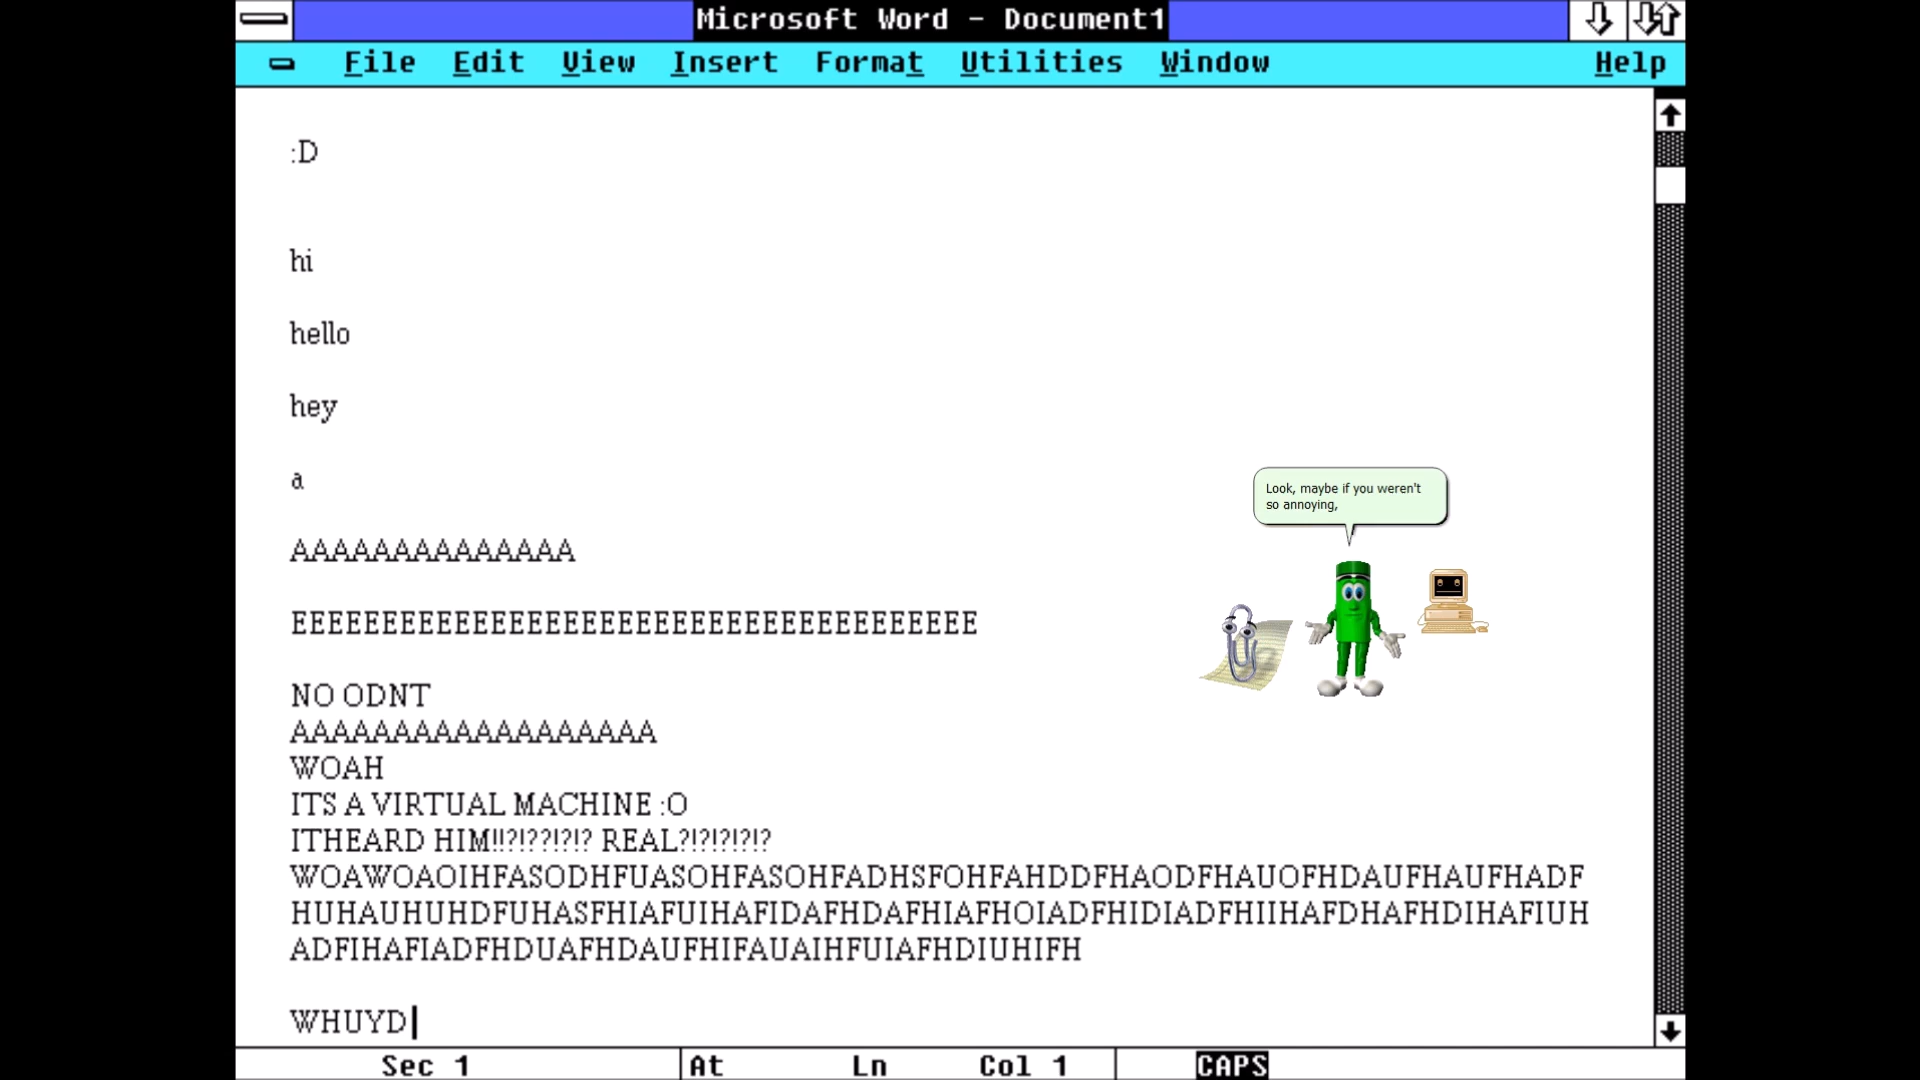 Microsoft Word - Document1
File Edit View Insert Format Utilities Window Help
:D
hi
hello
hey
a
AAAAAAAAAAAAAA
EEEEEEEEEEEEEEEEEEEEEEEEEEEEEEEEEEEEEE
Look, maybe if you weren't
so annoying,
NO ODNT
AAAAAAAAAAAAAAAAAA
WOAH
ITS A VIRTUAL MACHINE :O
ITHEARD HIM!!?!??!?!? REAL?!?!?!?!?
WOAWOAOIHFASODHFUASOHFASOHFADHSFOHFAHDDFHAODFHAUOFHDAUFHAUFHADF
HUHAUHUHDFUHASFHIAFUIHAFIDAFHDAFHIAFHOIADFHIDIADFHIIHAFDHAFHDIHAFIUH
ADFIHAFIADFHDUAFHDAUFHIFAUAIHFUIAFHDIUHIFH
WHUYD
Sec 1 At Ln Col 1 CAPS